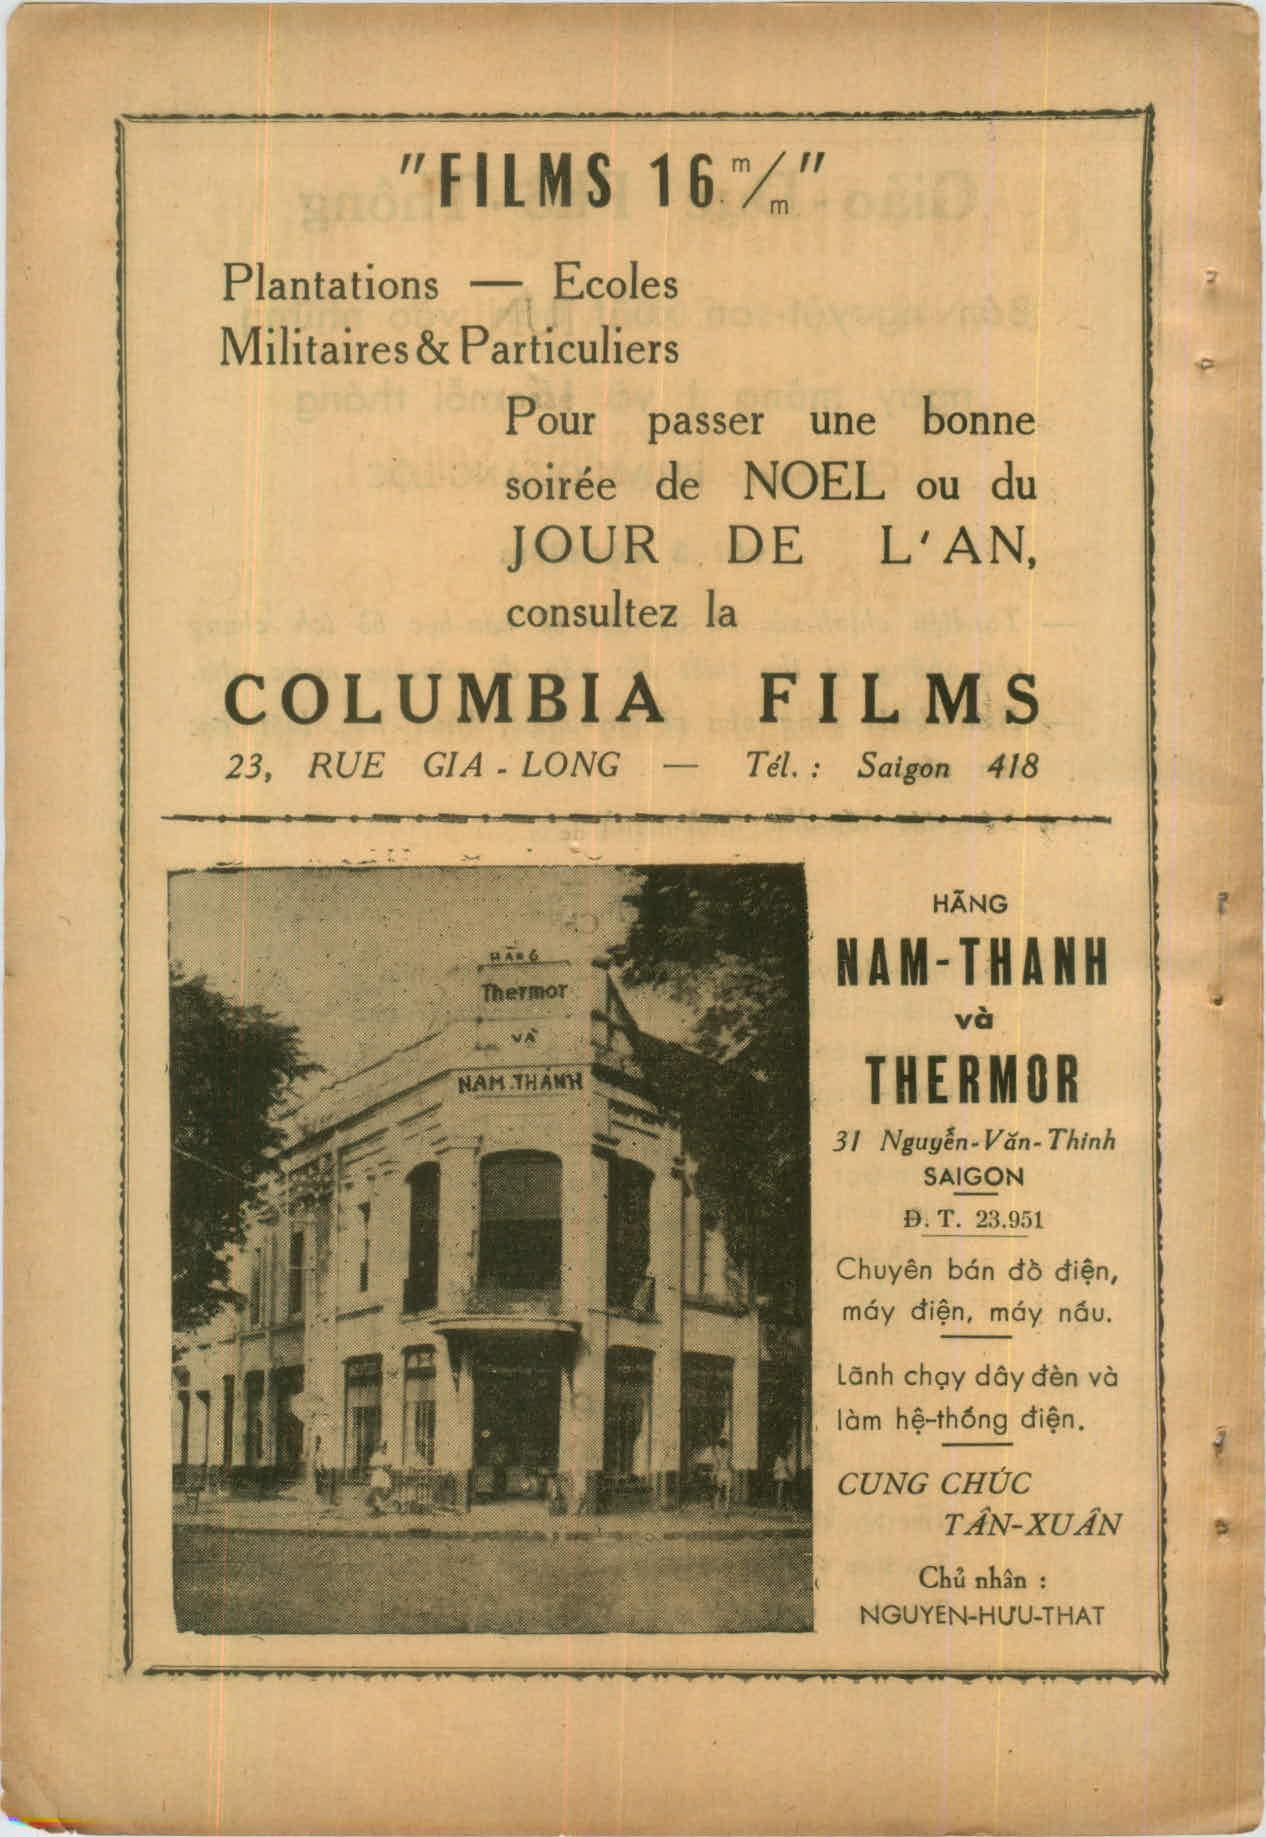 "FILMS 16 m/m"
Plantations — Ecoles
Militaires & Particuliers
Pour passer une bonne
soirée de NOEL ou du
JOUR DE L'AN,
consultez la
COLUMBIA FILMS
23, RUE GIA-LONG — Tél. : Saigon 418
HÃNG
Thermor
VÀ
NAM.THÀNH
HÃNG
NAM-THANH
và
THERMOR
31 Nguyễn-Văn-Thinh
SAIGON
Đ. T. 23.951
Chuyên bán đồ điện,
máy điện, máy nấu.
Lãnh chạy dây đèn và
làm hệ-thống điện.
CUNG CHÚC
TÂN-XUÂN
Chủ nhân :
NGUYEN-HƯU-THAT